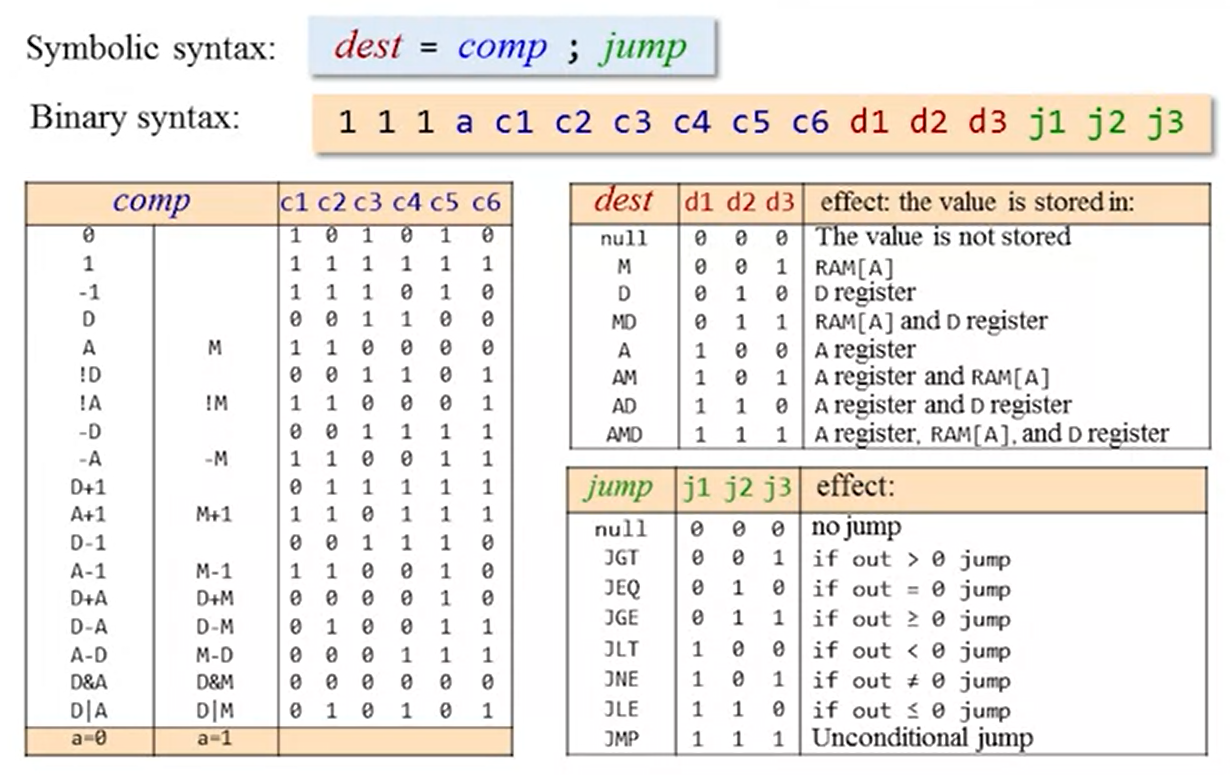 Symbolic syntax: dest = comp ; jump
Binary syntax: 1 1 1 a c1 c2 c3 c4 c5 c6 d1 d2 d3 j1 j2 j3
comp c1 c2 c3 c4 c5 c6
0 1 0 1 0 1 0
1 1 1 1 1 1 1
-1 1 1 1 0 1 0
D 0 0 1 1 0 0
A M 1 1 0 0 0 0
!D 0 0 1 1 0 1
!A !M 1 1 0 0 0 1
-D 0 0 1 1 1 1
-A -M 1 1 0 0 1 1
D+1 0 1 1 1 1 1
A+1 M+1 1 1 0 1 1 1
D-1 0 0 1 1 1 0
A-1 M-1 1 1 0 0 1 0
D+A D+M 0 0 0 0 1 0
D-A D-M 0 1 0 0 1 1
A-D M-D 0 0 0 1 1 1
D&A D&M 0 0 0 0 0 0
D|A D|M 0 1 0 1 0 1
a=0 a=1
dest d1 d2 d3 effect: the value is stored in:
null 0 0 0 The value is not stored
M 0 0 1 RAM[A]
D 0 1 0 D register
MD 0 1 1 RAM[A] and D register
A 1 0 0 A register
AM 1 0 1 A register and RAM[A]
AD 1 1 0 A register and D register
AMD 1 1 1 A register, RAM[A], and D register
jump j1 j2 j3 effect:
null 0 0 0 no jump
JGT 0 0 1 if out > 0 jump
JEQ 0 1 0 if out = 0 jump
JGE 0 1 1 if out ≥ 0 jump
JLT 1 0 0 if out < 0 jump
JNE 1 0 1 if out ≠ 0 jump
JLE 1 1 0 if out ≤ 0 jump
JMP 1 1 1 Unconditional jump